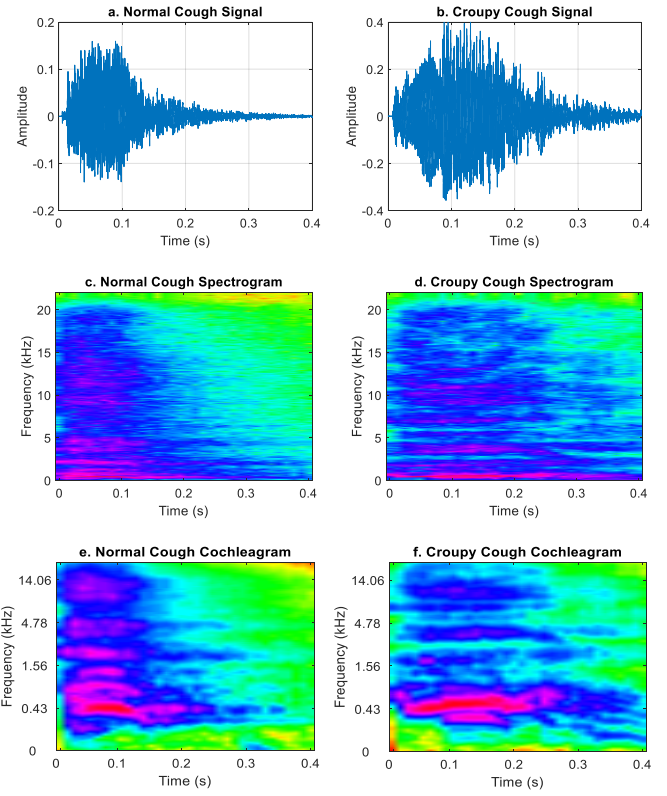 a. Normal Cough Signal
0.2
0.1
0
-0.1
-0.2
Amplitude
0 0.1 0.2 0.3 0.4
Time (s)
b. Croupy Cough Signal
0.4
0.2
0
-0.2
-0.4
Amplitude
0 0.1 0.2 0.3 0.4
Time (s)
c. Normal Cough Spectrogram
20
15
10
5
0
Frequency (kHz)
0 0.1 0.2 0.3 0.4
Time (s)
d. Croupy Cough Spectrogram
20
15
10
5
0
Frequency (kHz)
0 0.1 0.2 0.3 0.4
Time (s)
e. Normal Cough Cochleagram
14.06
4.78
1.56
0.43
0
Frequency (kHz)
0 0.1 0.2 0.3 0.4
Time (s)
f. Croupy Cough Cochleagram
14.06
4.78
1.56
0.43
0
Frequency (kHz)
0 0.1 0.2 0.3 0.4
Time (s)